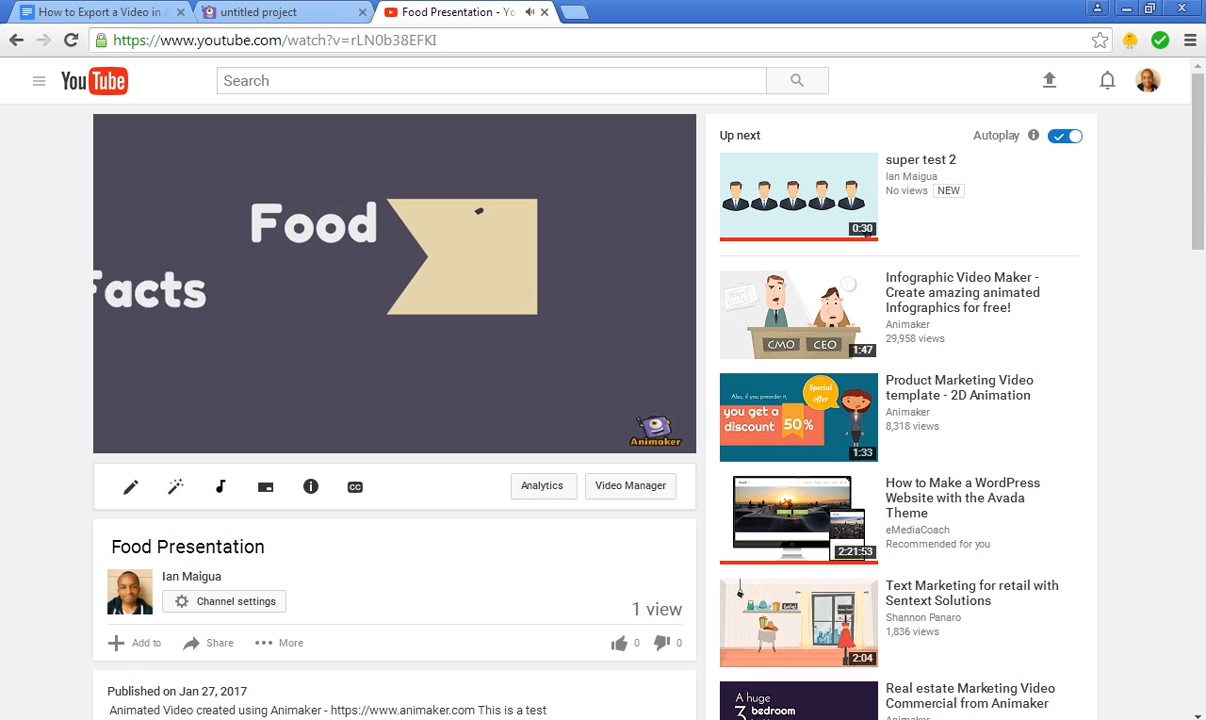 How to Export a Video in A
untitled project
Food Presentation - Yo
https://www.youtube.com/watch?v=rLN0b38EFKI
YouTube
Search
Food
Facts
Animaker
Analytics
Video Manager
Food Presentation
Ian Maigua
Channel settings
1 view
Add to
Share
More
0
0
Published on Jan 27, 2017
Animated Video created using Animaker - https://www.animaker.com This is a test
Up next
Autoplay
super test 2
Ian Maigua
No views NEW
0:30
Infographic Video Maker -
Create amazing animated
Infographics for free!
Animaker
29,958 views
CMO CEO
1:47
Product Marketing Video
template - 2D Animation
Animaker
8,318 views
Special
offer
Also, if you preorder it,
you get a
discount 50%
1:33
How to Make a WordPress
Website with the Avada
Theme
eMediaCoach
Recommended for you
2:21:53
Text Marketing for retail with
Sentext Solutions
Shannon Panaro
1,836 views
2:04
Real estate Marketing Video
Commercial from Animaker
Animaker
A huge
3 bedroom